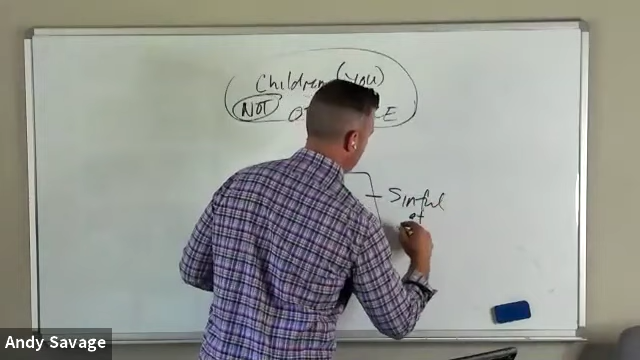 Children (You)
NOT
Sinful
at
Andy Savage